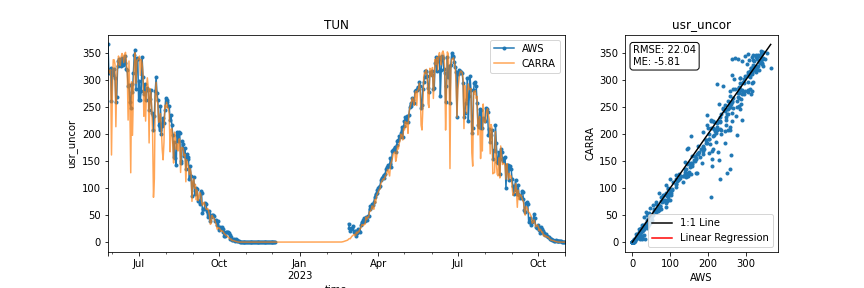 TUN
usr_uncor
350
300
250
200
150
100
50
0
usr_uncor
AWS
CARRA
Jul
Oct
Jan
2023
Apr
Jul
Oct
time
350
300
250
200
150
100
50
0
CARRA
RMSE: 22.04
ME: -5.81
1:1 Line
Linear Regression
0
100
200
300
AWS